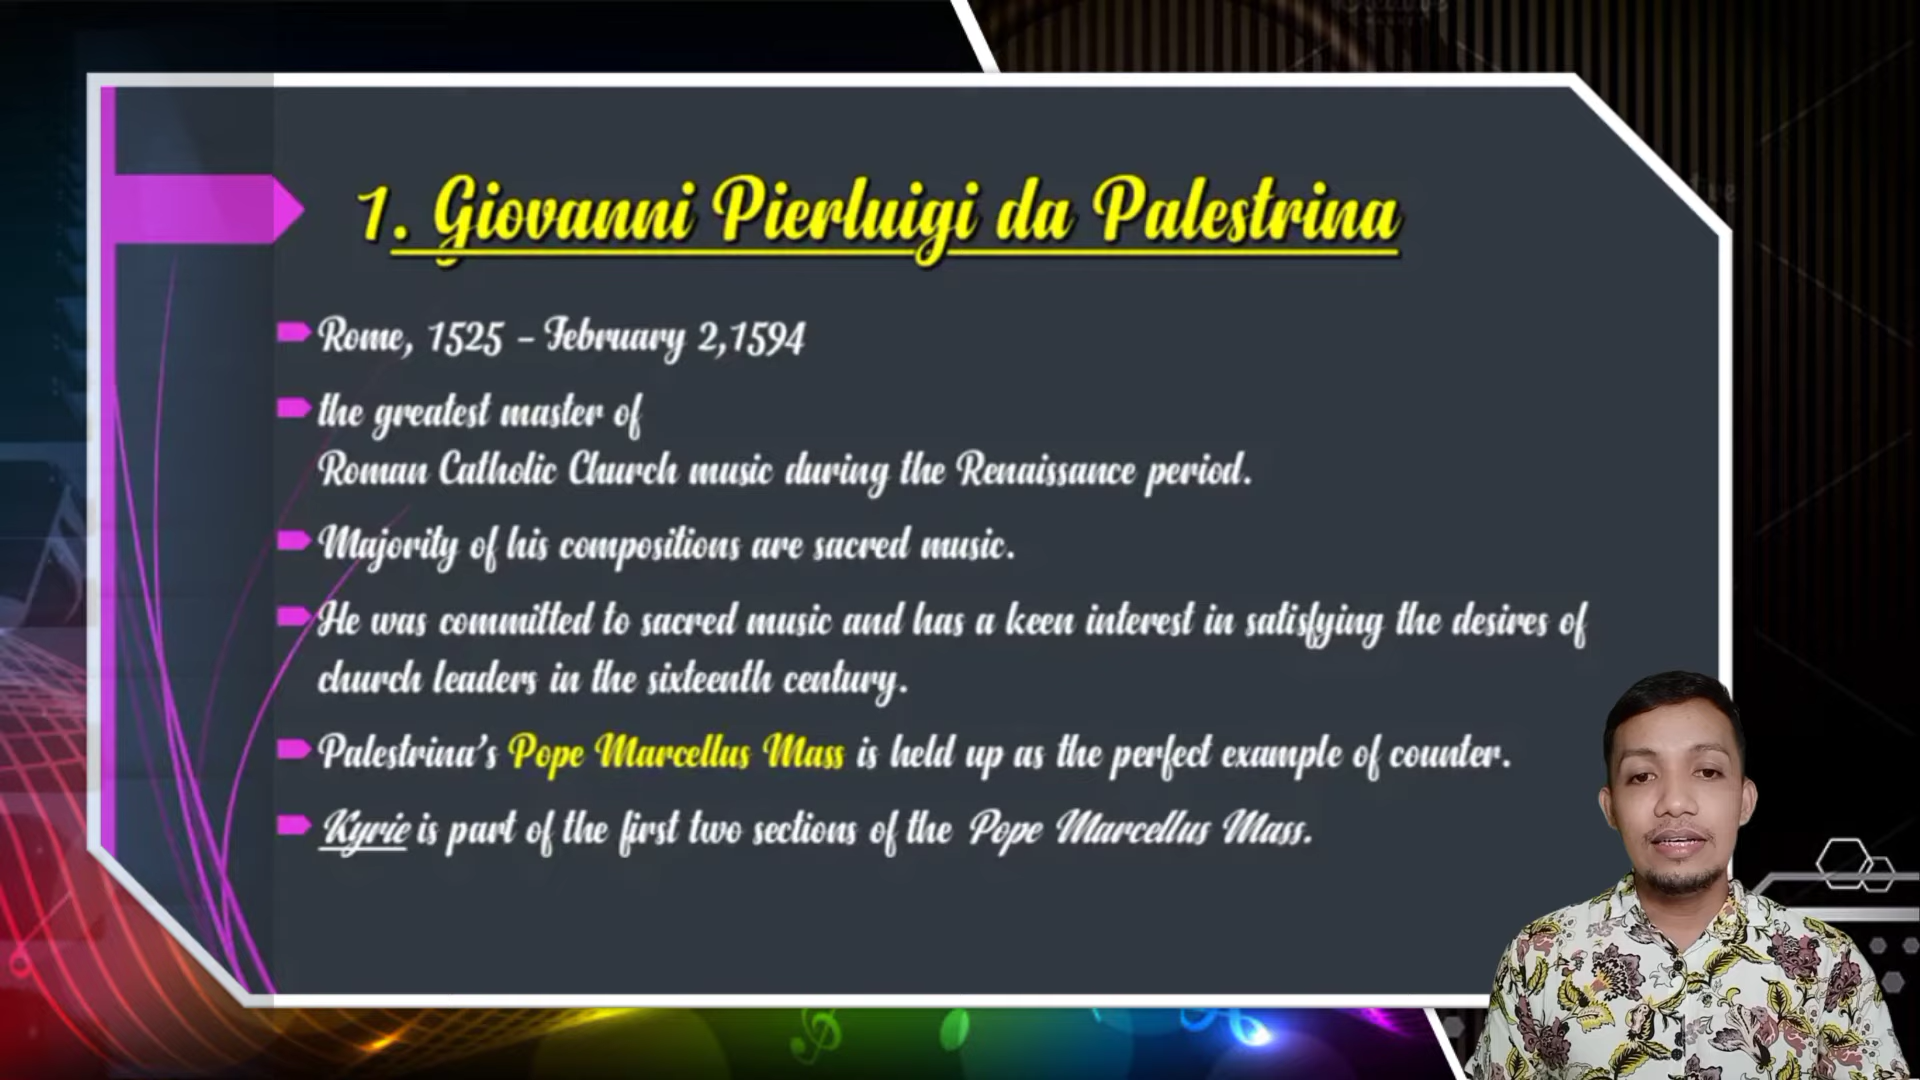 1. Giovanni Pierluigi da Palestrina
Rome, 1525 – February 2,1594
the greatest master of
Roman Catholic Church music during the Renaissance period.
Majority of his compositions are sacred music.
He was committed to sacred music and has a keen interest in satisfying the desires of
church leaders in the sixteenth century.
Palestrina's Pope Marcellus Mass is held up as the perfect example of counter.
Kyrie is part of the first two sections of the Pope Marcellus Mass.